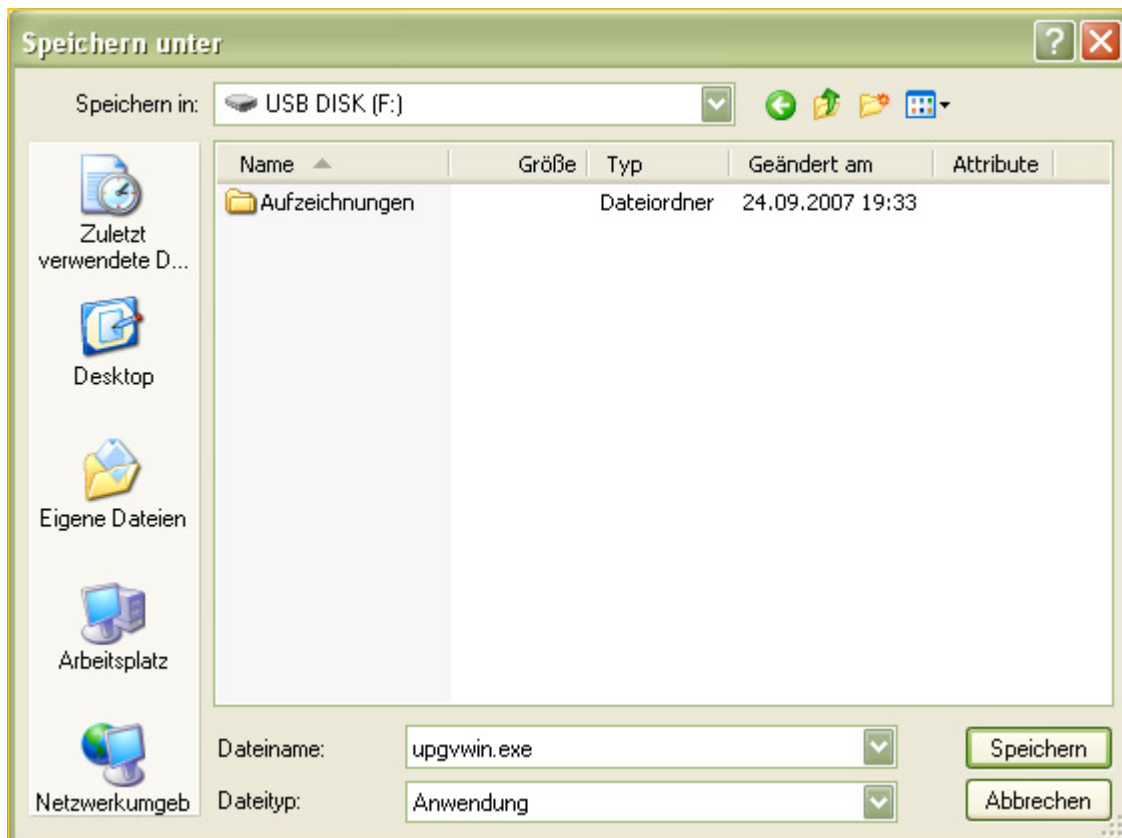 Speichern unter
Speichern in: USB DISK (F:)
Name Größe Typ Geändert am Attribute
Aufzeichnungen Dateiordner 24.09.2007 19:33
Zuletzt
verwendete D...
Desktop
Eigene Dateien
Arbeitsplatz
Netzwerkumgeb
Dateiname: upgvwin.exe Speichern
Dateityp: Anwendung Abbrechen